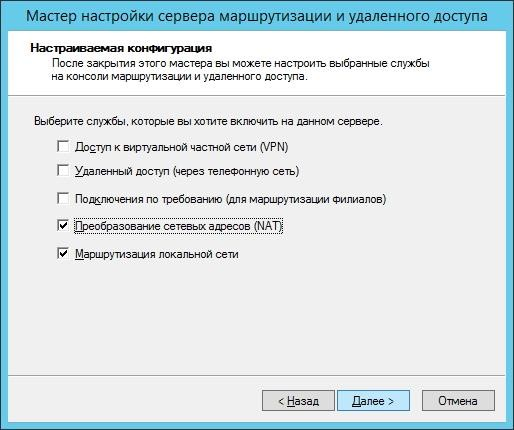 Мастер настройки сервера маршрутизации и удаленного доступа
Настраиваемая конфигурация
После закрытия этого мастера вы можете настроить выбранные службы
на консоли маршрутизации и удаленного доступа.
Выберите службы, которые вы хотите включить на данном сервере.
Доступ к виртуальной частной сети (VPN)
Удаленный доступ (через телефонную сеть)
Подключения по требованию (для маршрутизации филиалов)
Преобразование сетевых адресов (NAT)
Маршрутизация локальной сети
< Назад Далее > Отмена